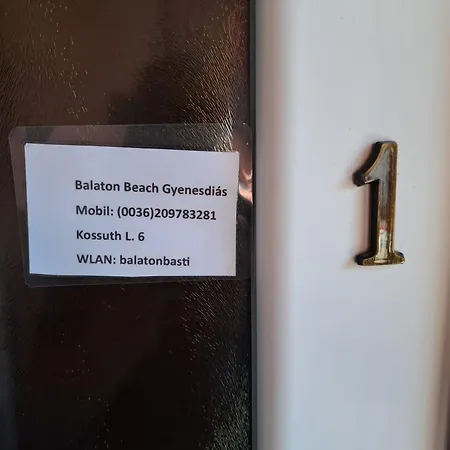 Balaton Beach Gyenesdiás
Mobil: (0036)209783281
Kossuth L. 6
WLAN: balatonbasti
1